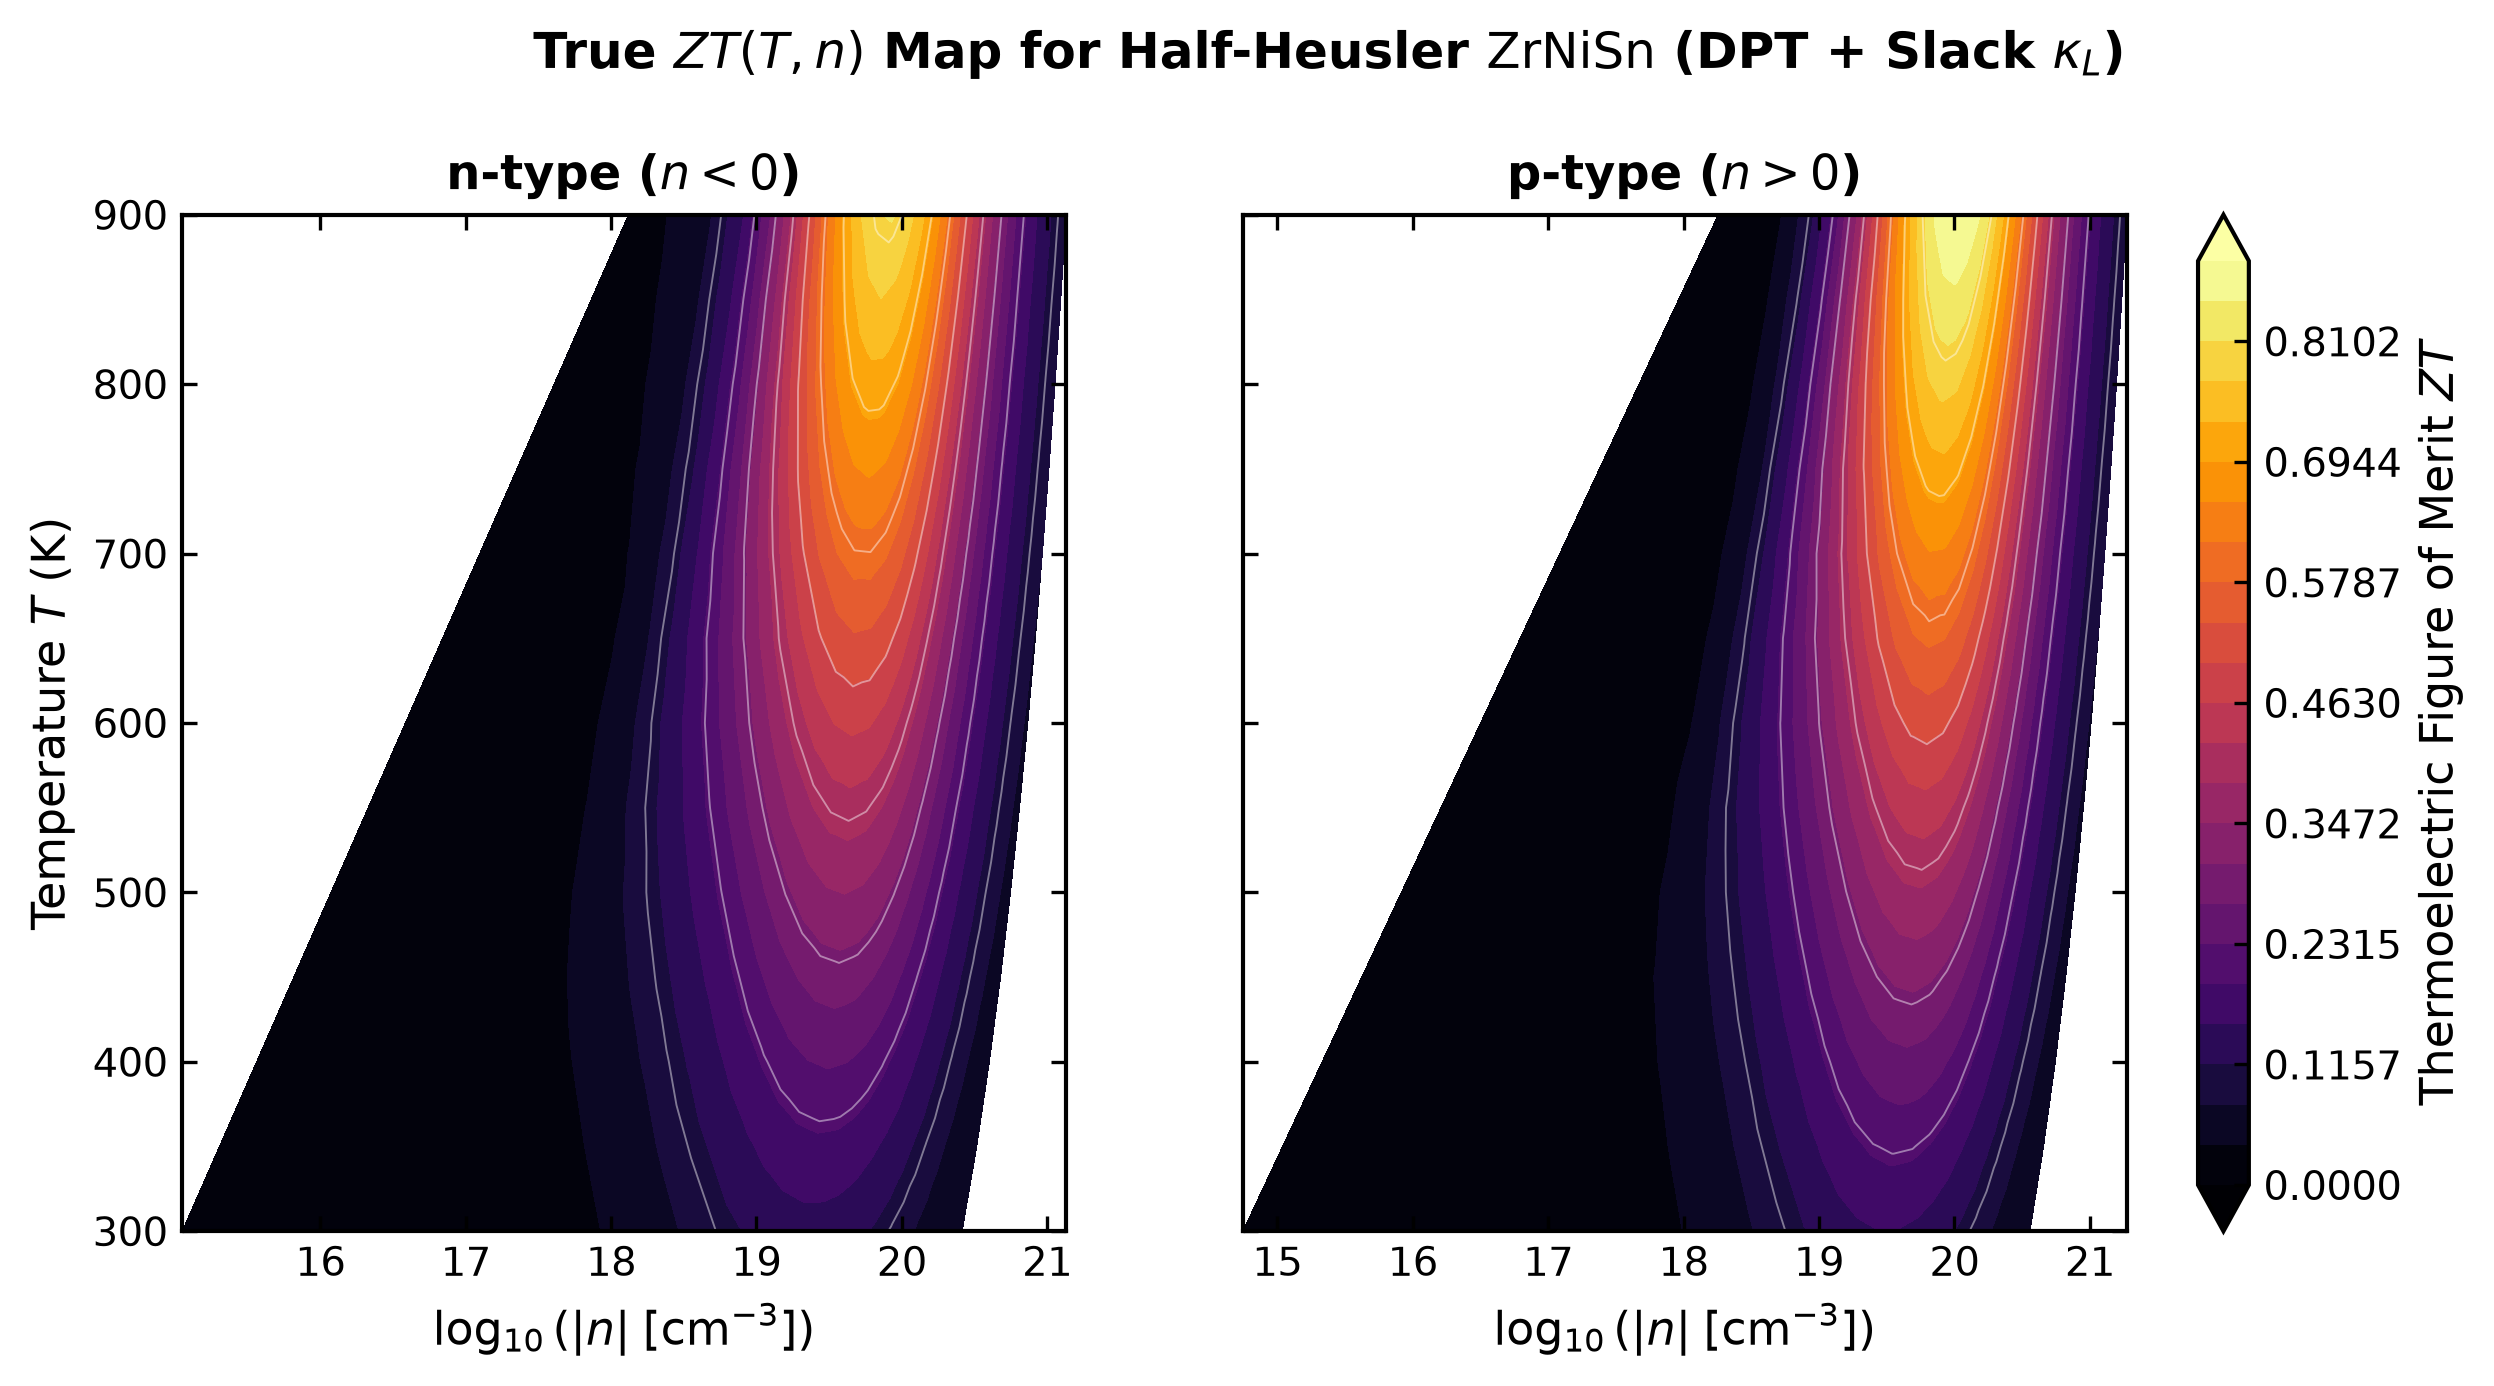 True ZT(T, n) Map for Half-Heusler ZrNiSn (DPT + Slack κ_L)
n-type (n < 0)
p-type (n > 0)
900
800
700
600
500
400
300
Temperature T (K)
16 17 18 19 20 21
15 16 17 18 19 20 21
log₁₀(|n| [cm⁻³])
log₁₀(|n| [cm⁻³])
0.8102
0.6944
0.5787
0.4630
0.3472
0.2315
0.1157
0.0000
Thermoelectric Figure of Merit ZT